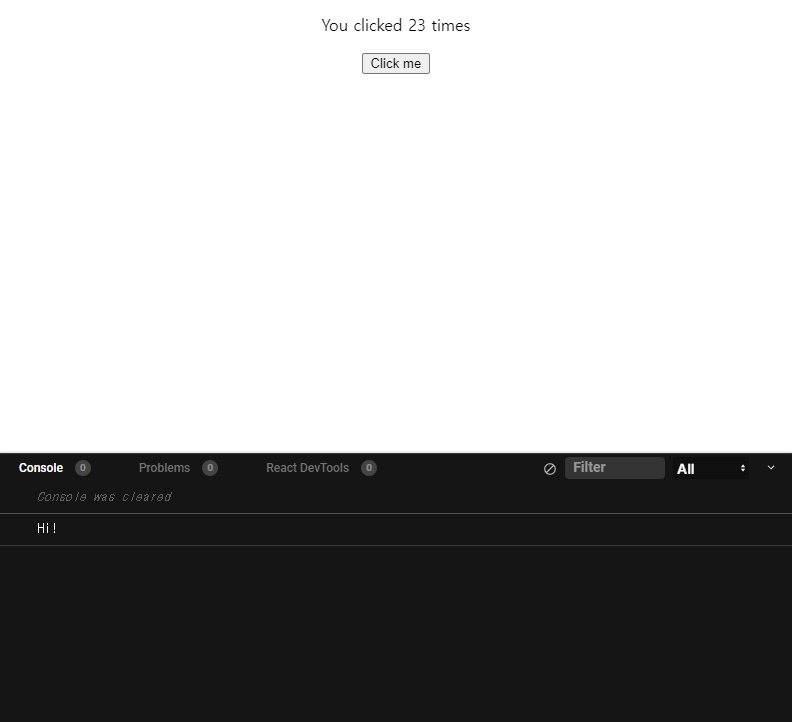 You clicked 23 times
Click me
Console 0 Problems 0 React DevTools 0 Filter All
Console was cleared
Hi!